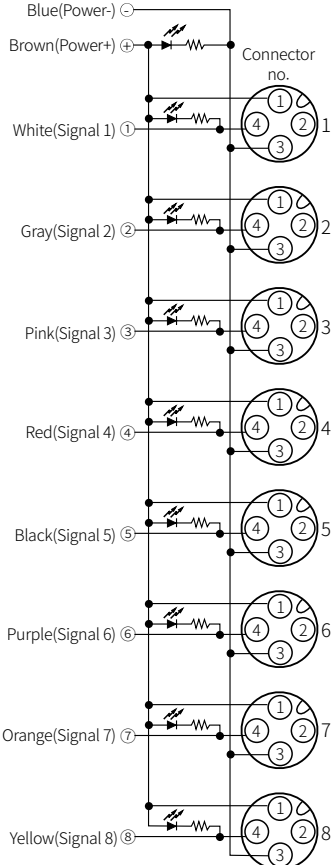 Blue(Power-) ⊖
Brown(Power+) ⊕
Connector
no.
1
White(Signal 1) ①
4 2 1
3
1
Gray(Signal 2) ②
4 2 2
3
1
Pink(Signal 3) ③
4 2 3
3
1
Red(Signal 4) ④
4 2 4
3
1
Black(Signal 5) ⑤
4 2 5
3
1
Purple(Signal 6) ⑥
4 2 6
3
1
Orange(Signal 7) ⑦
4 2 7
3
1
Yellow(Signal 8) ⑧
4 2 8
3